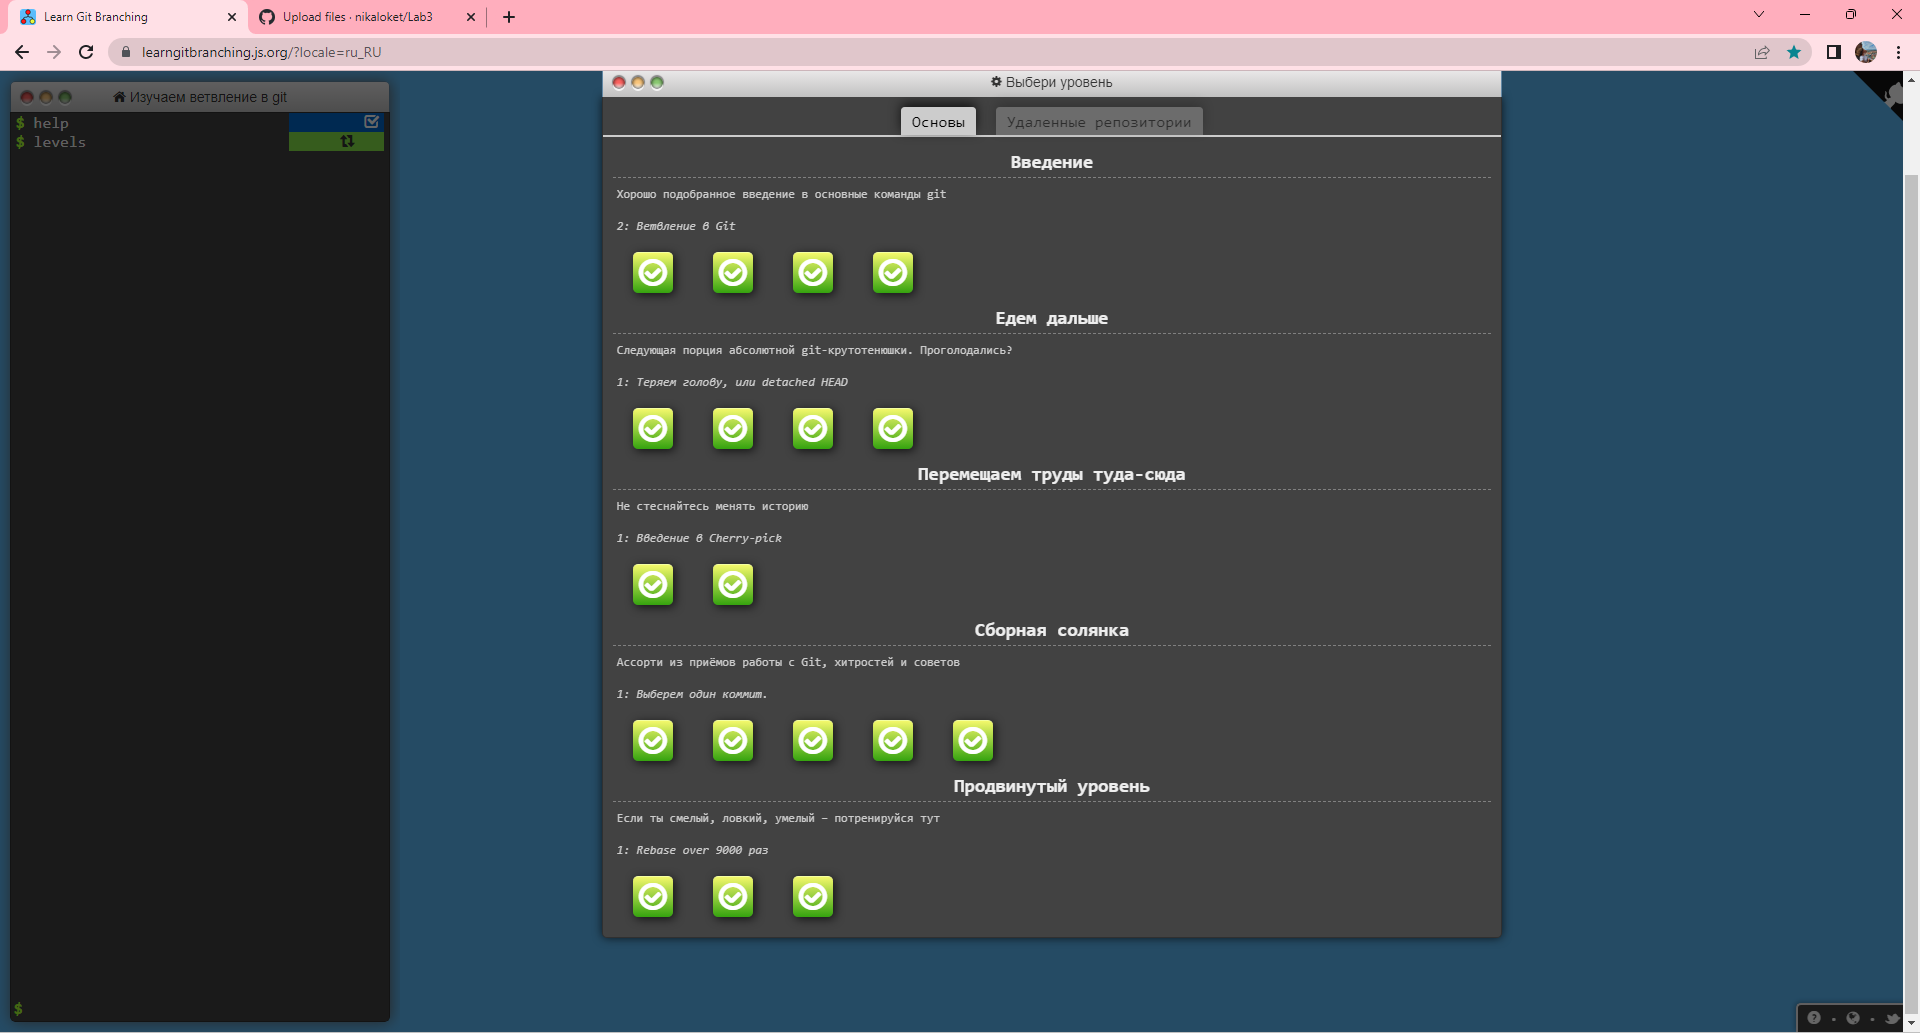 Learn Git Branching
Upload files · nikaloket/Lab3
learngitbranching.js.org/?locale=ru_RU
Изучаем ветвление в git
$ help
$ levels
$
Выбери уровень
Основы
Удаленные репозитории
Введение
Хорошо подобранное введение в основные команды git
2: Ветвление в Git
Едем дальше
Следующая порция абсолютной git-крутотенюшки. Проголодались?
1: Теряем голову, или detached HEAD
Перемещаем труды туда-сюда
Не стесняйтесь менять историю
1: Введение в Cherry-pick
Сборная солянка
Ассорти из приёмов работы с Git, хитростей и советов
1: Выберем один коммит.
Продвинутый уровень
Если ты смелый, ловкий, умелый – потренируйся тут
1: Rebase over 9000 раз